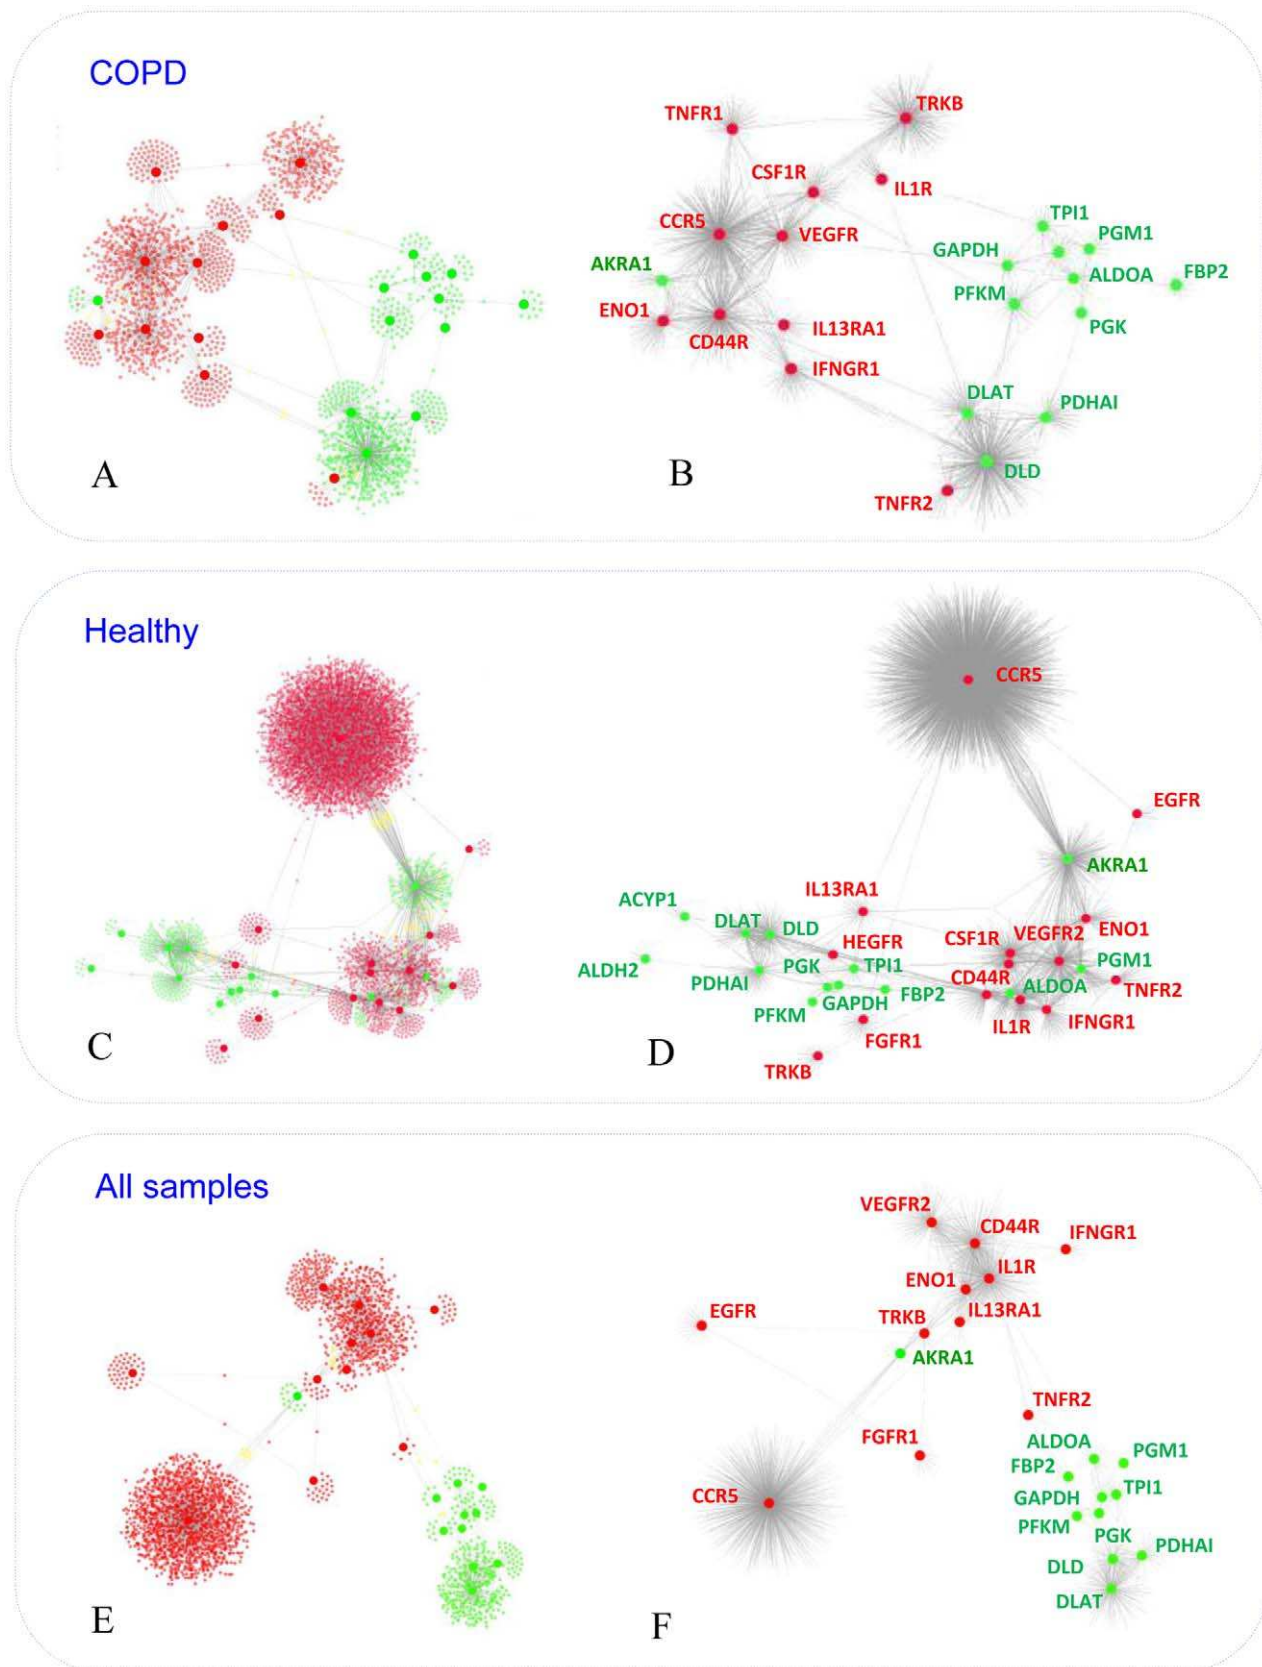 COPD
TNFR1
TRKB
CSF1R
IL1R
CCR5
VEGFR
TPI1
PGM1
GAPDH
AKRA1
ALDOA
FBP2
PFKM
ENO1
CD44R
IL13RA1
PGK
IFNGR1
DLAT
PDHAI
A
B
DLD
TNFR2
Healthy
CCR5
EGFR
AKRA1
IL13RA1
ACYP1
DLAT
DLD
ENO1
CSF1R
VEGFR2
HEGFR
ALDH2
PGK
TPI1
PGM1
PDHAI
CD44R
ALDOA
TNFR2
FBP2
GAPDH
PFKM
IL1R
IFNGR1
C
D
FGFR1
TRKB
All samples
VEGFR2
CD44R
IFNGR1
IL1R
ENO1
EGFR
TRKB
IL13RA1
AKRA1
TNFR2
FGFR1
ALDOA
PGM1
FBP2
TPI1
CCR5
GAPDH
PFKM
PGK
PDHAI
DLD
DLAT
E
F